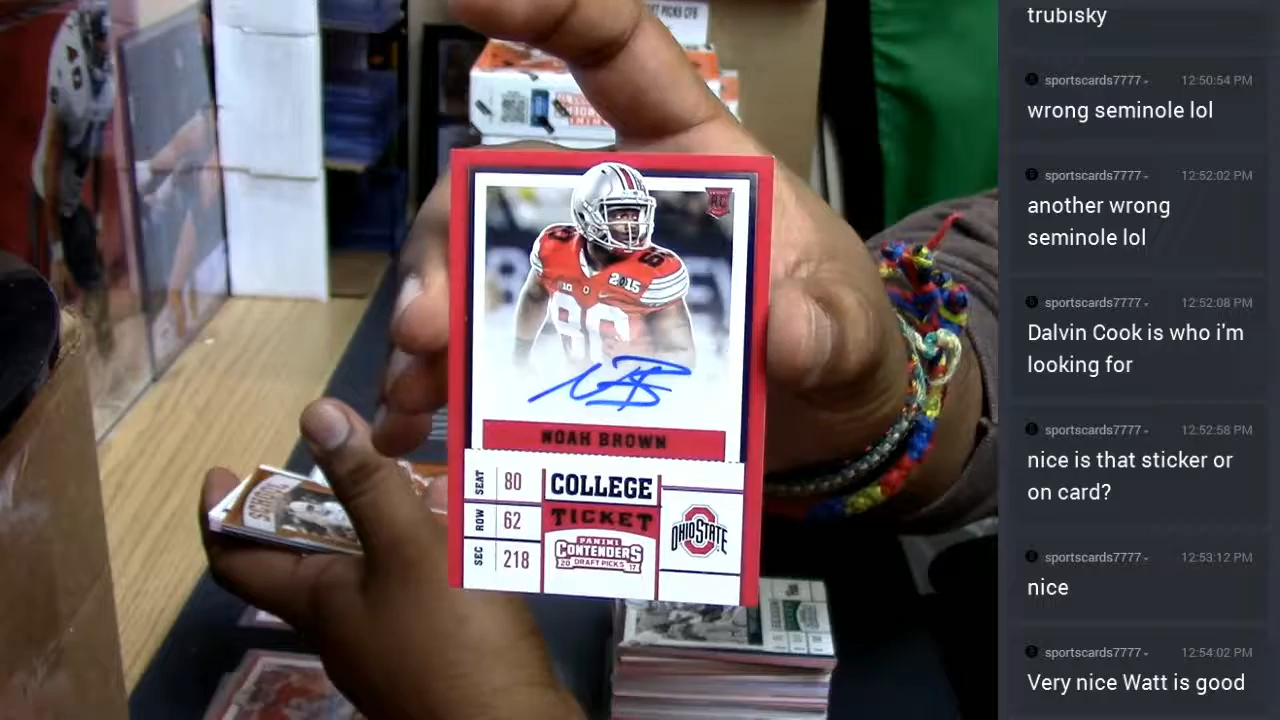 DRAFT PICKS CFB
RC
2015
80
NOAH BROWN
SEAT 80
ROW 62
SEC 218
COLLEGE
TICKET
PANINI
CONTENDERS
20 DRAFT PICKS 17
OHIO STATE
trubisky
sportscards7777
12:50:54 PM
wrong seminole lol
sportscards7777
12:52:02 PM
another wrong
seminole lol
sportscards7777
12:52:08 PM
Dalvin Cook is who i'm
looking for
sportscards7777
12:52:58 PM
nice is that sticker or
on card?
sportscards7777
12:53:12 PM
nice
sportscards7777
12:54:02 PM
Very nice Watt is good